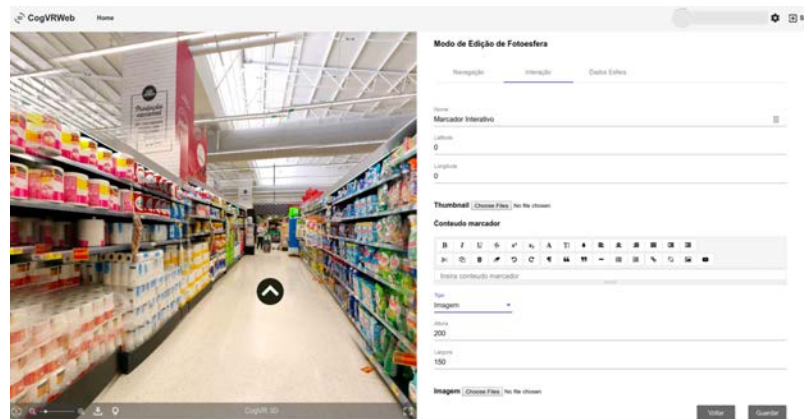 CogVRWeb Home
Modo de Edição de Fotoesfera
Navegação Interação Dados Esfera
Nome
Marcador Interativo
Latitude
0
Longitude
0
Thumbnail Choose Files No file chosen
Conteudo marcador
Insira conteudo marcador
Tipo
Imagem
Altura
200
Largura
150
Imagem Choose Files No file chosen
CogVR 3D
Voltar Guardar